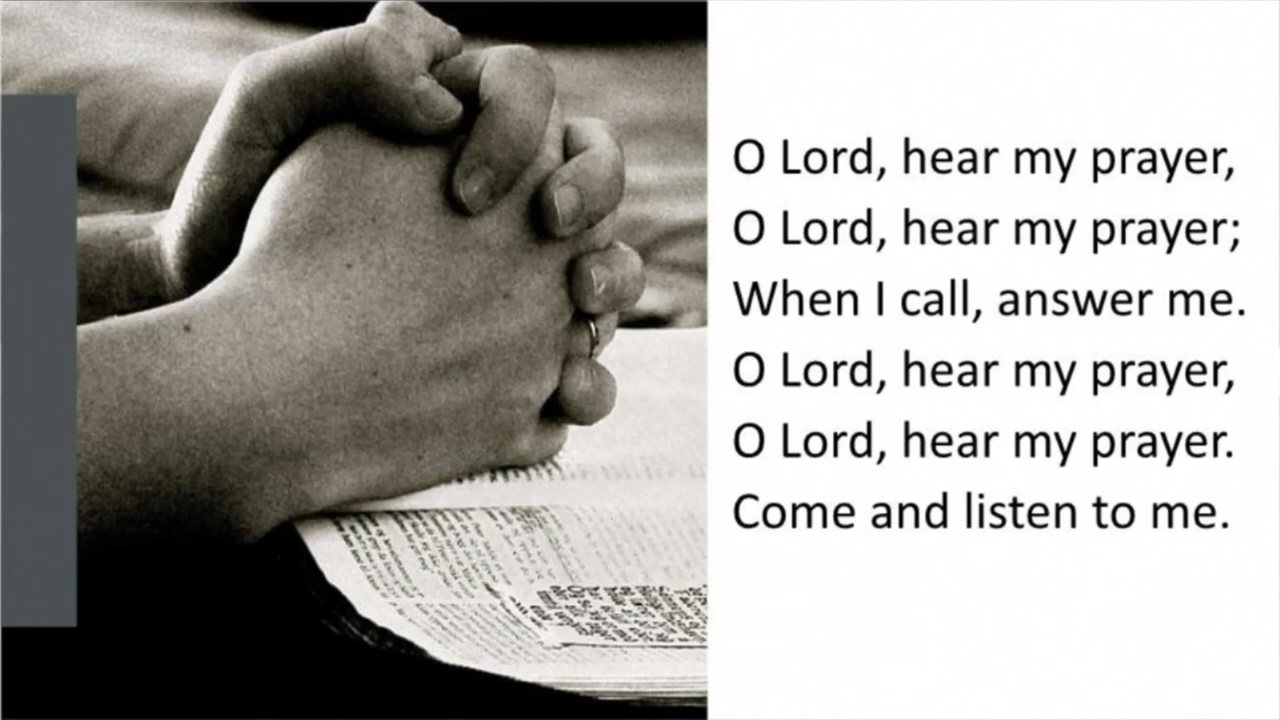 O Lord, hear my prayer,
O Lord, hear my prayer;
When I call, answer me.
O Lord, hear my prayer,
O Lord, hear my prayer.
Come and listen to me.